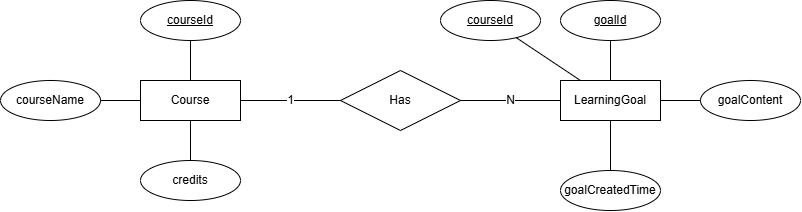 courseId
courseId
goalId
courseName
Course
1
Has
N
LearningGoal
goalContent
credits
goalCreatedTime